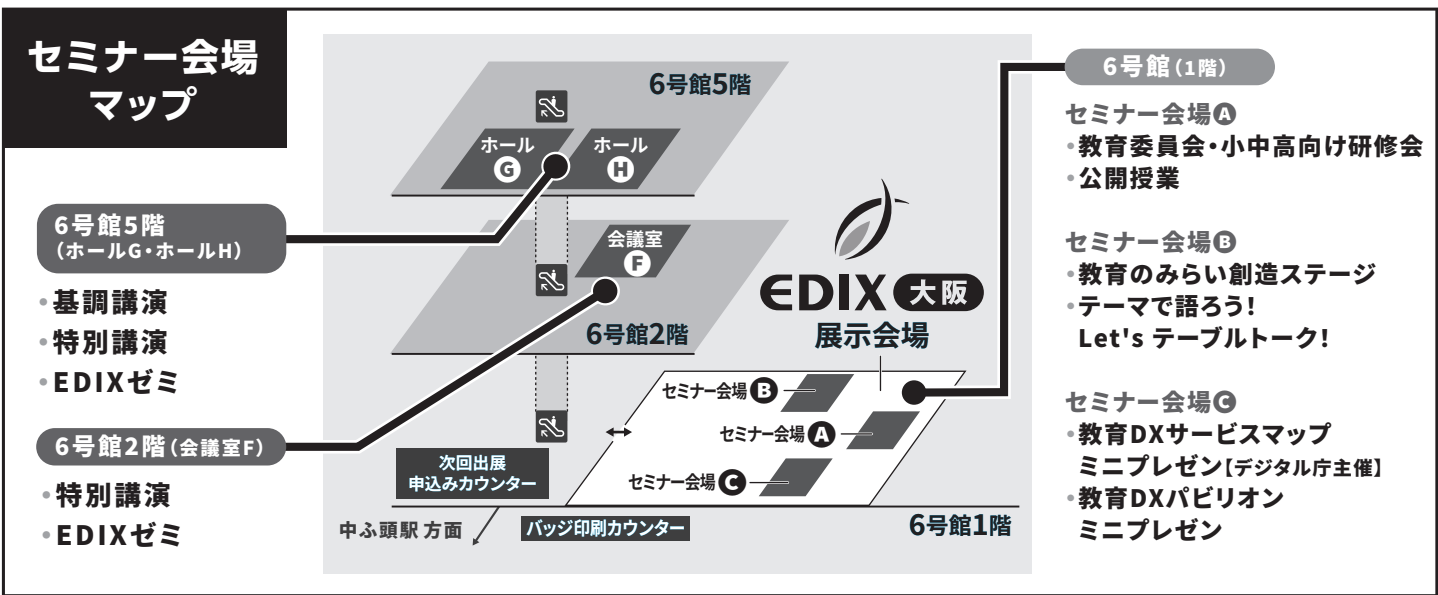 セミナー会場
マップ
6号館5階
(ホールG・ホールH)
・基調講演
・特別講演
・EDIXゼミ
6号館2階(会議室F)
・特別講演
・EDIXゼミ
6号館5階
ホール
G
ホール
H
会議室
F
6号館2階
EDIX 大阪
展示会場
セミナー会場B
セミナー会場A
セミナー会場C
次回出展
申込みカウンター
中ふ頭駅方面
バッジ印刷カウンター
6号館1階
6号館(1階)
セミナー会場A
・教育委員会・小中高向け研修会
・公開授業
セミナー会場B
・教育のみらい創造ステージ
・テーマで語ろう!
Let's テーブルトーク!
セミナー会場C
・教育DXサービスマップ
ミニプレゼン【デジタル庁主催】
・教育DXパビリオン
ミニプレゼン